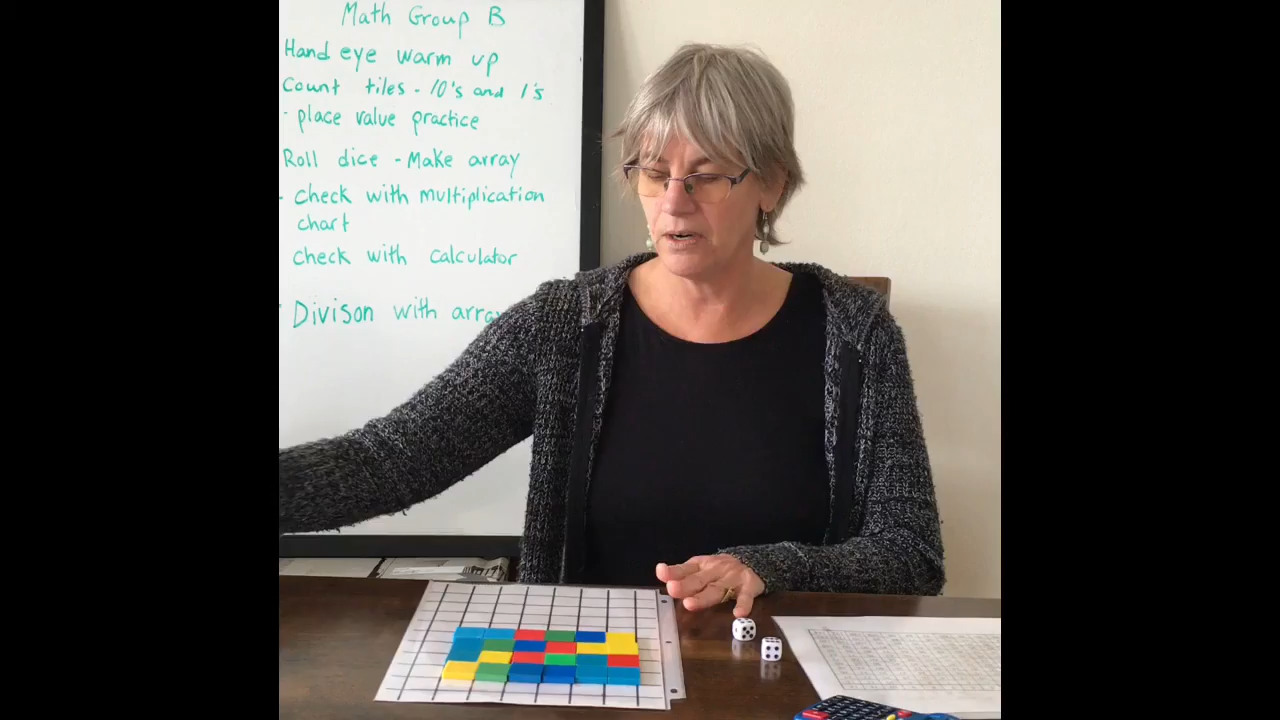 Math Group B
Hand eye warm up
Count tiles - 10's and 1's
- place value practice
Roll dice - Make array
- check with multiplication
chart
check with calculator
Divison with array